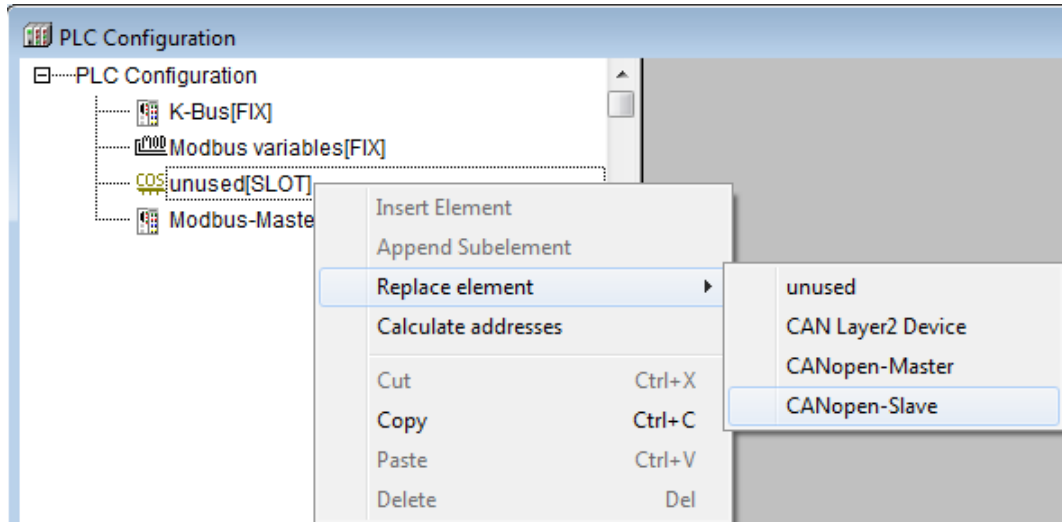 PLC Configuration
PLC Configuration
K-Bus[FIX]
Modbus variables[FIX]
unused[SLOT]
Modbus-Maste
Insert Element
Append Subelement
Replace element
Calculate addresses
Cut Ctrl+X
Copy Ctrl+C
Paste Ctrl+V
Delete Del
unused
CAN Layer2 Device
CANopen-Master
CANopen-Slave